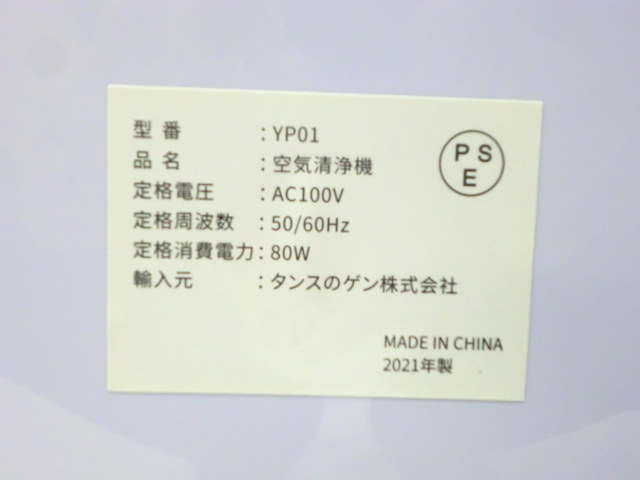 型番 : YP01
品名 : 空気清浄機
定格電圧 : AC100V
定格周波数 : 50/60Hz
定格消費電力 : 80W
輸入元 : タンスのゲン株式会社
PS
E
MADE IN CHINA
2021年製